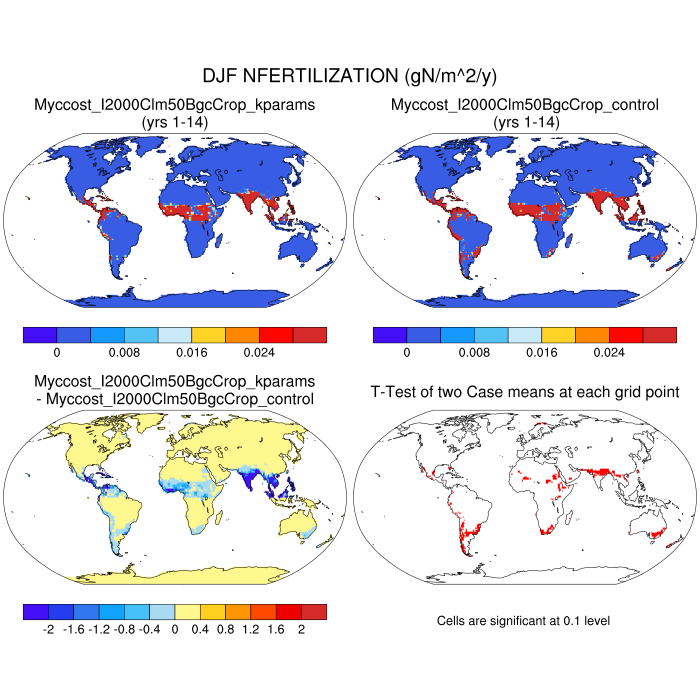 DJF NFERTILIZATION (gN/m^2/y)
Myccost_I2000Clm50BgcCrop_kparams
(yrs 1-14)
Myccost_I2000Clm50BgcCrop_control
(yrs 1-14)
0 0.008 0.016 0.024
0 0.008 0.016 0.024
Myccost_I2000Clm50BgcCrop_kparams
- Myccost_I2000Clm50BgcCrop_control
T-Test of two Case means at each grid point
-2 -1.6 -1.2 -0.8 -0.4 0 0.4 0.8 1.2 1.6 2
Cells are significant at 0.1 level